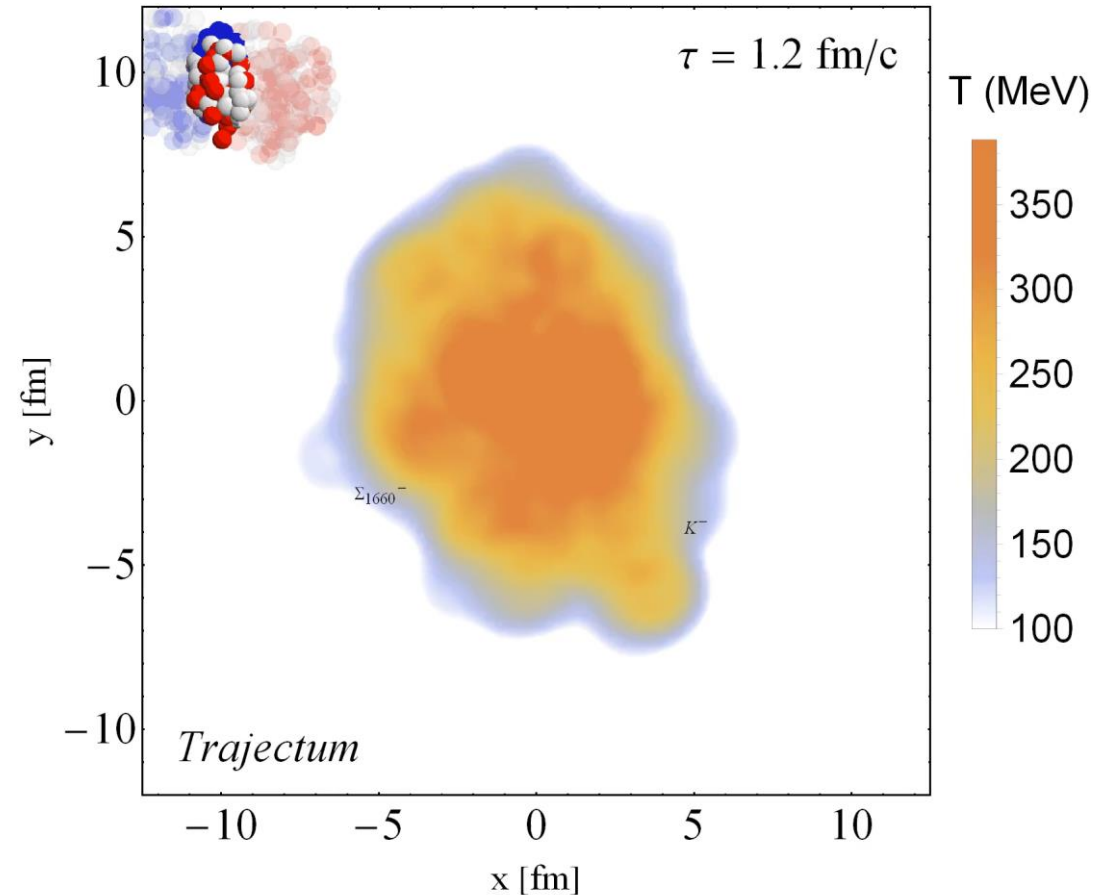 τ = 1.2 fm/c
T (MeV)
10
5
0
−5
−10
y [fm]
350
300
250
200
150
100
Σ₁₆₆₀⁻
K⁻
Trajectum
−10 −5 0 5 10
x [fm]